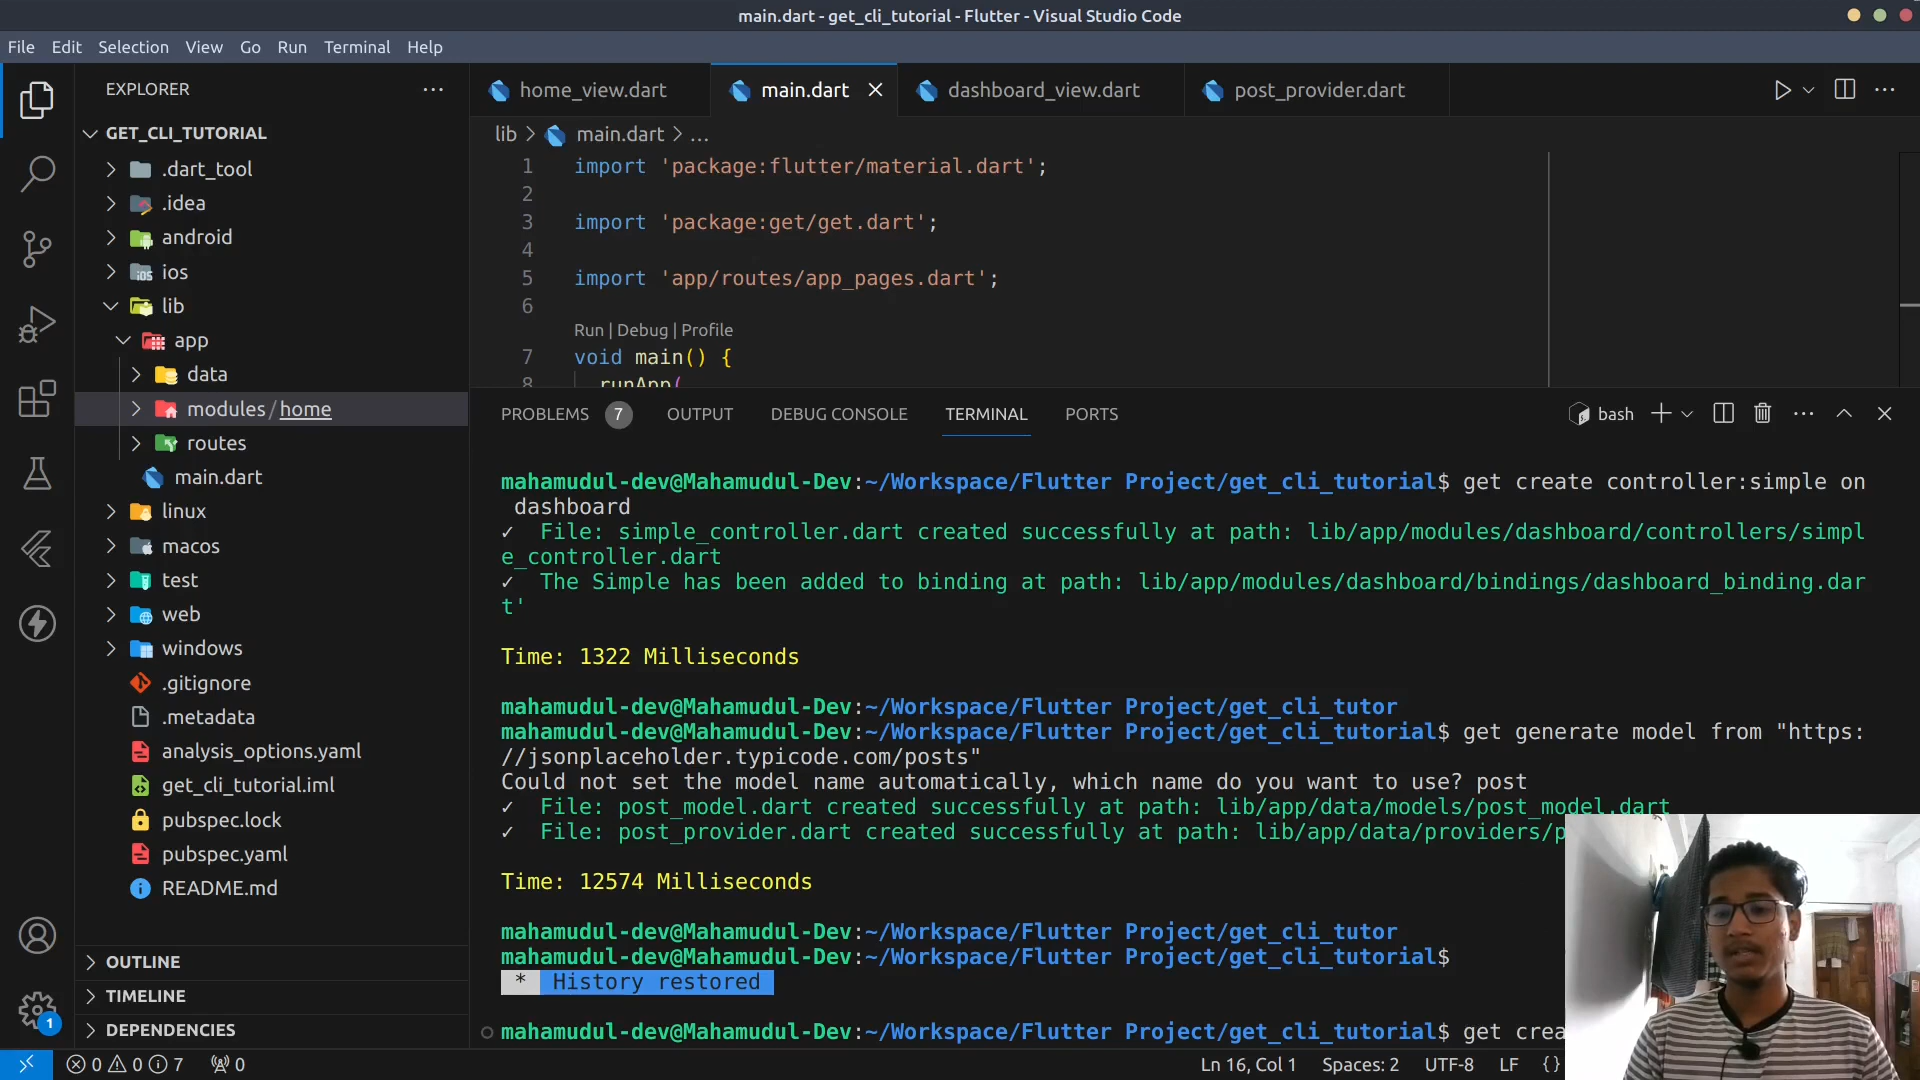 main.dart - get_cli_tutorial - Flutter - Visual Studio Code
File Edit Selection View Go Run Terminal Help
EXPLORER
home_view.dart main.dart dashboard_view.dart post_provider.dart
GET_CLI_TUTORIAL
.dart_tool
.idea
android
ios
lib
app
data
modules / home
routes
main.dart
linux
macos
test
web
windows
.gitignore
.metadata
analysis_options.yaml
get_cli_tutorial.iml
pubspec.lock
pubspec.yaml
README.md
OUTLINE
TIMELINE
DEPENDENCIES
1
lib > main.dart > ...
1 import 'package:flutter/material.dart';
2
3 import 'package:get/get.dart';
4
5 import 'app/routes/app_pages.dart';
6
Run | Debug | Profile
7 void main() {
8 runApp(
PROBLEMS 7 OUTPUT DEBUG CONSOLE TERMINAL PORTS bash
mahamudul-dev@Mahamudul-Dev:~/Workspace/Flutter Project/get_cli_tutorial$ get create controller:simple on
dashboard
✓ File: simple_controller.dart created successfully at path: lib/app/modules/dashboard/controllers/simpl
e_controller.dart
✓ The Simple has been added to binding at path: lib/app/modules/dashboard/bindings/dashboard_binding.dar
t'
Time: 1322 Milliseconds
mahamudul-dev@Mahamudul-Dev:~/Workspace/Flutter Project/get_cli_tutor
mahamudul-dev@Mahamudul-Dev:~/Workspace/Flutter Project/get_cli_tutorial$ get generate model from "https:
//jsonplaceholder.typicode.com/posts"
Could not set the model name automatically, which name do you want to use? post
✓ File: post_model.dart created successfully at path: lib/app/data/models/post_model.dart
✓ File: post_provider.dart created successfully at path: lib/app/data/providers/p
Time: 12574 Milliseconds
mahamudul-dev@Mahamudul-Dev:~/Workspace/Flutter Project/get_cli_tutor
mahamudul-dev@Mahamudul-Dev:~/Workspace/Flutter Project/get_cli_tutorial$
* History restored
mahamudul-dev@Mahamudul-Dev:~/Workspace/Flutter Project/get_cli_tutorial$ get crea
0 0 7 0 Ln 16, Col 1 Spaces: 2 UTF-8 LF {}